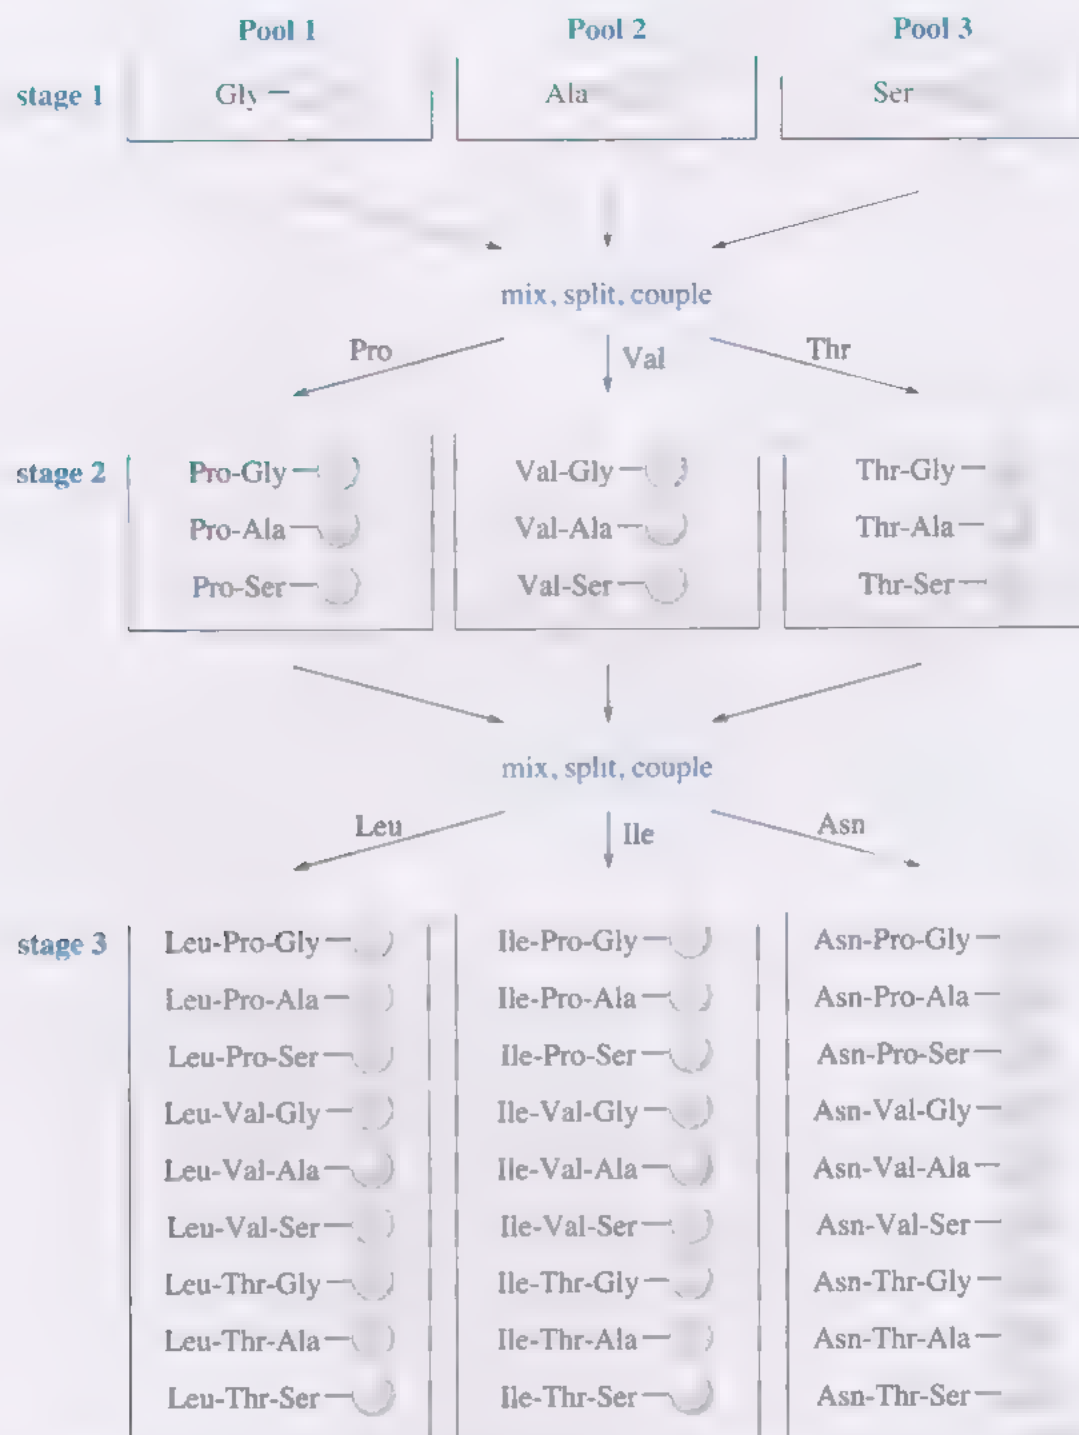 Pool 1 Pool 2 Pool 3
stage 1 Gly Ala Ser
mix, split, couple
Pro Val Thr
stage 2 Pro-Gly Val-Gly Thr-Gly
Pro-Ala Val-Ala Thr-Ala
Pro-Ser Val-Ser Thr-Ser
mix, split, couple
Leu Ile Asn
stage 3 Leu-Pro-Gly Ile-Pro-Gly Asn-Pro-Gly
Leu-Pro-Ala Ile-Pro-Ala Asn-Pro-Ala
Leu-Pro-Ser Ile-Pro-Ser Asn-Pro-Ser
Leu-Val-Gly Ile-Val-Gly Asn-Val-Gly
Leu-Val-Ala Ile-Val-Ala Asn-Val-Ala
Leu-Val-Ser Ile-Val-Ser Asn-Val-Ser
Leu-Thr-Gly Ile-Thr-Gly Asn-Thr-Gly
Leu-Thr-Ala Ile-Thr-Ala Asn-Thr-Ala
Leu-Thr-Ser Ile-Thr-Ser Asn-Thr-Ser